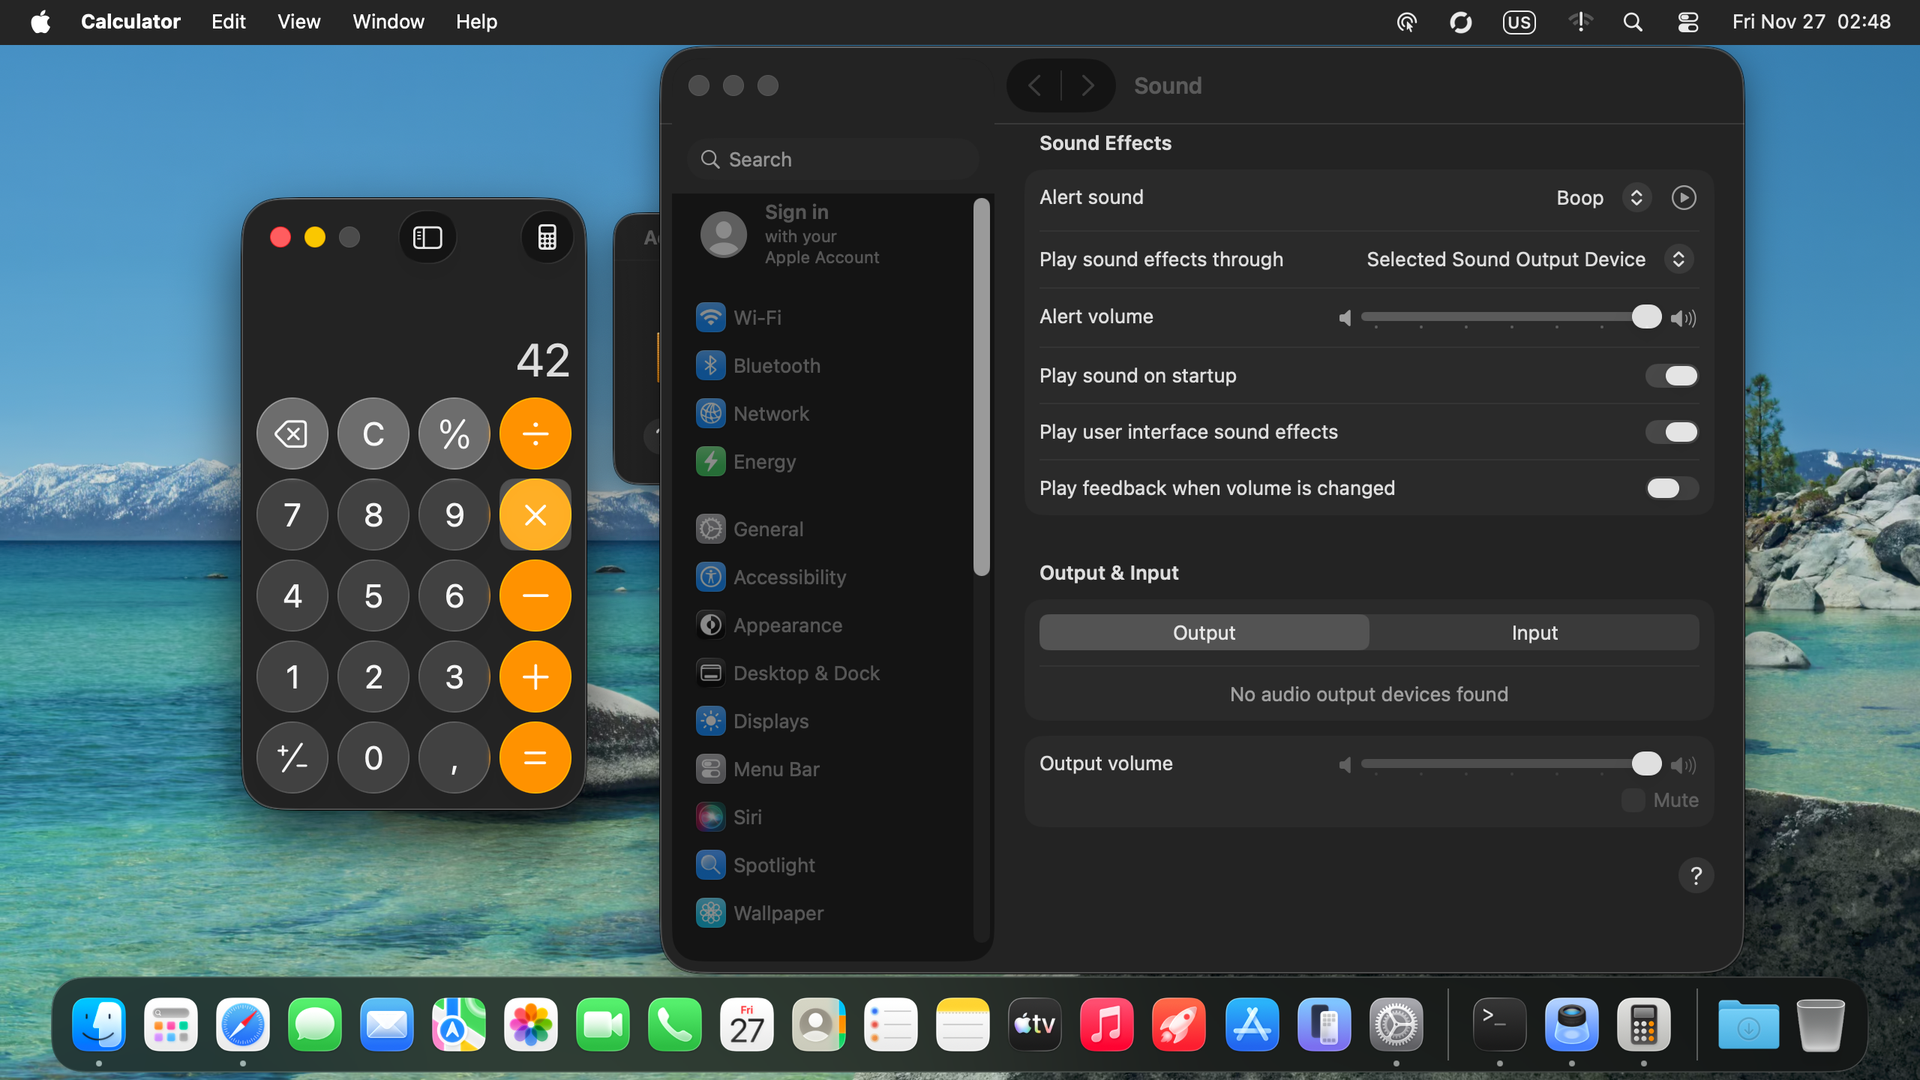 Calculator Edit View Window Help US Fri Nov 27 02:48
42
C %
7 8 9
4 5 6
1 2 3
+/− 0 ,
Search
Sign in
with your
Apple Account
Wi-Fi
Bluetooth
Network
Energy
General
Accessibility
Appearance
Desktop & Dock
Displays
Menu Bar
Siri
Spotlight
Wallpaper
Sound
Sound Effects
Alert sound Boop
Play sound effects through Selected Sound Output Device
Alert volume
Play sound on startup
Play user interface sound effects
Play feedback when volume is changed
Output & Input
Output Input
No audio output devices found
Output volume
Mute
?
Fri
27
tv